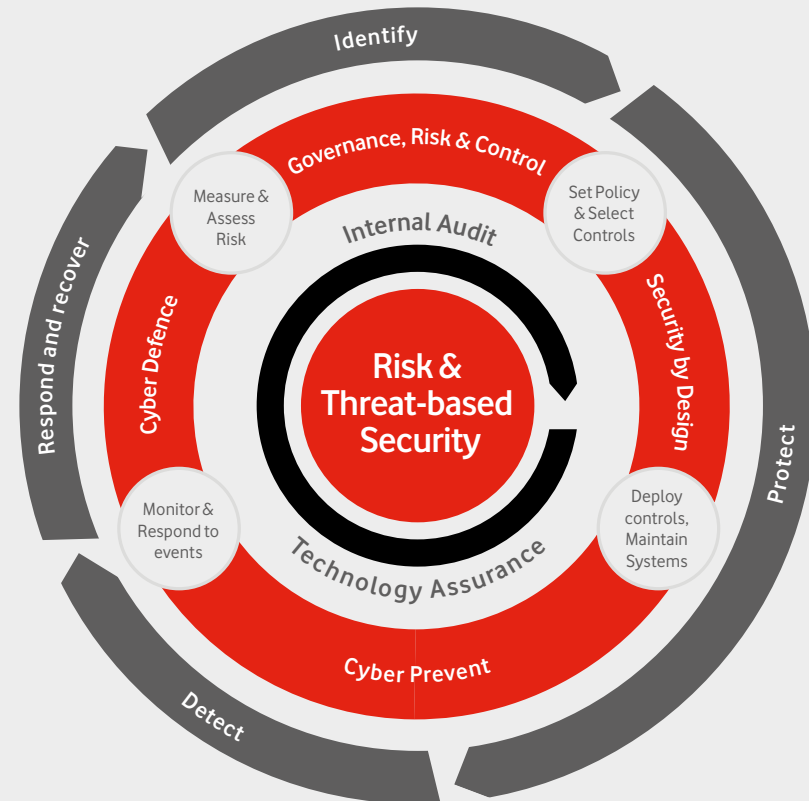 Identify
Governance, Risk & Control
Measure &
Assess
Risk
Set Policy
& Select
Controls
Internal Audit
Respond and recover
Cyber Defence
Security by Design
Risk &
Threat-based
Security
Protect
Monitor &
Respond to
events
Deploy
controls,
Maintain
Systems
Technology Assurance
Cyber Prevent
Detect